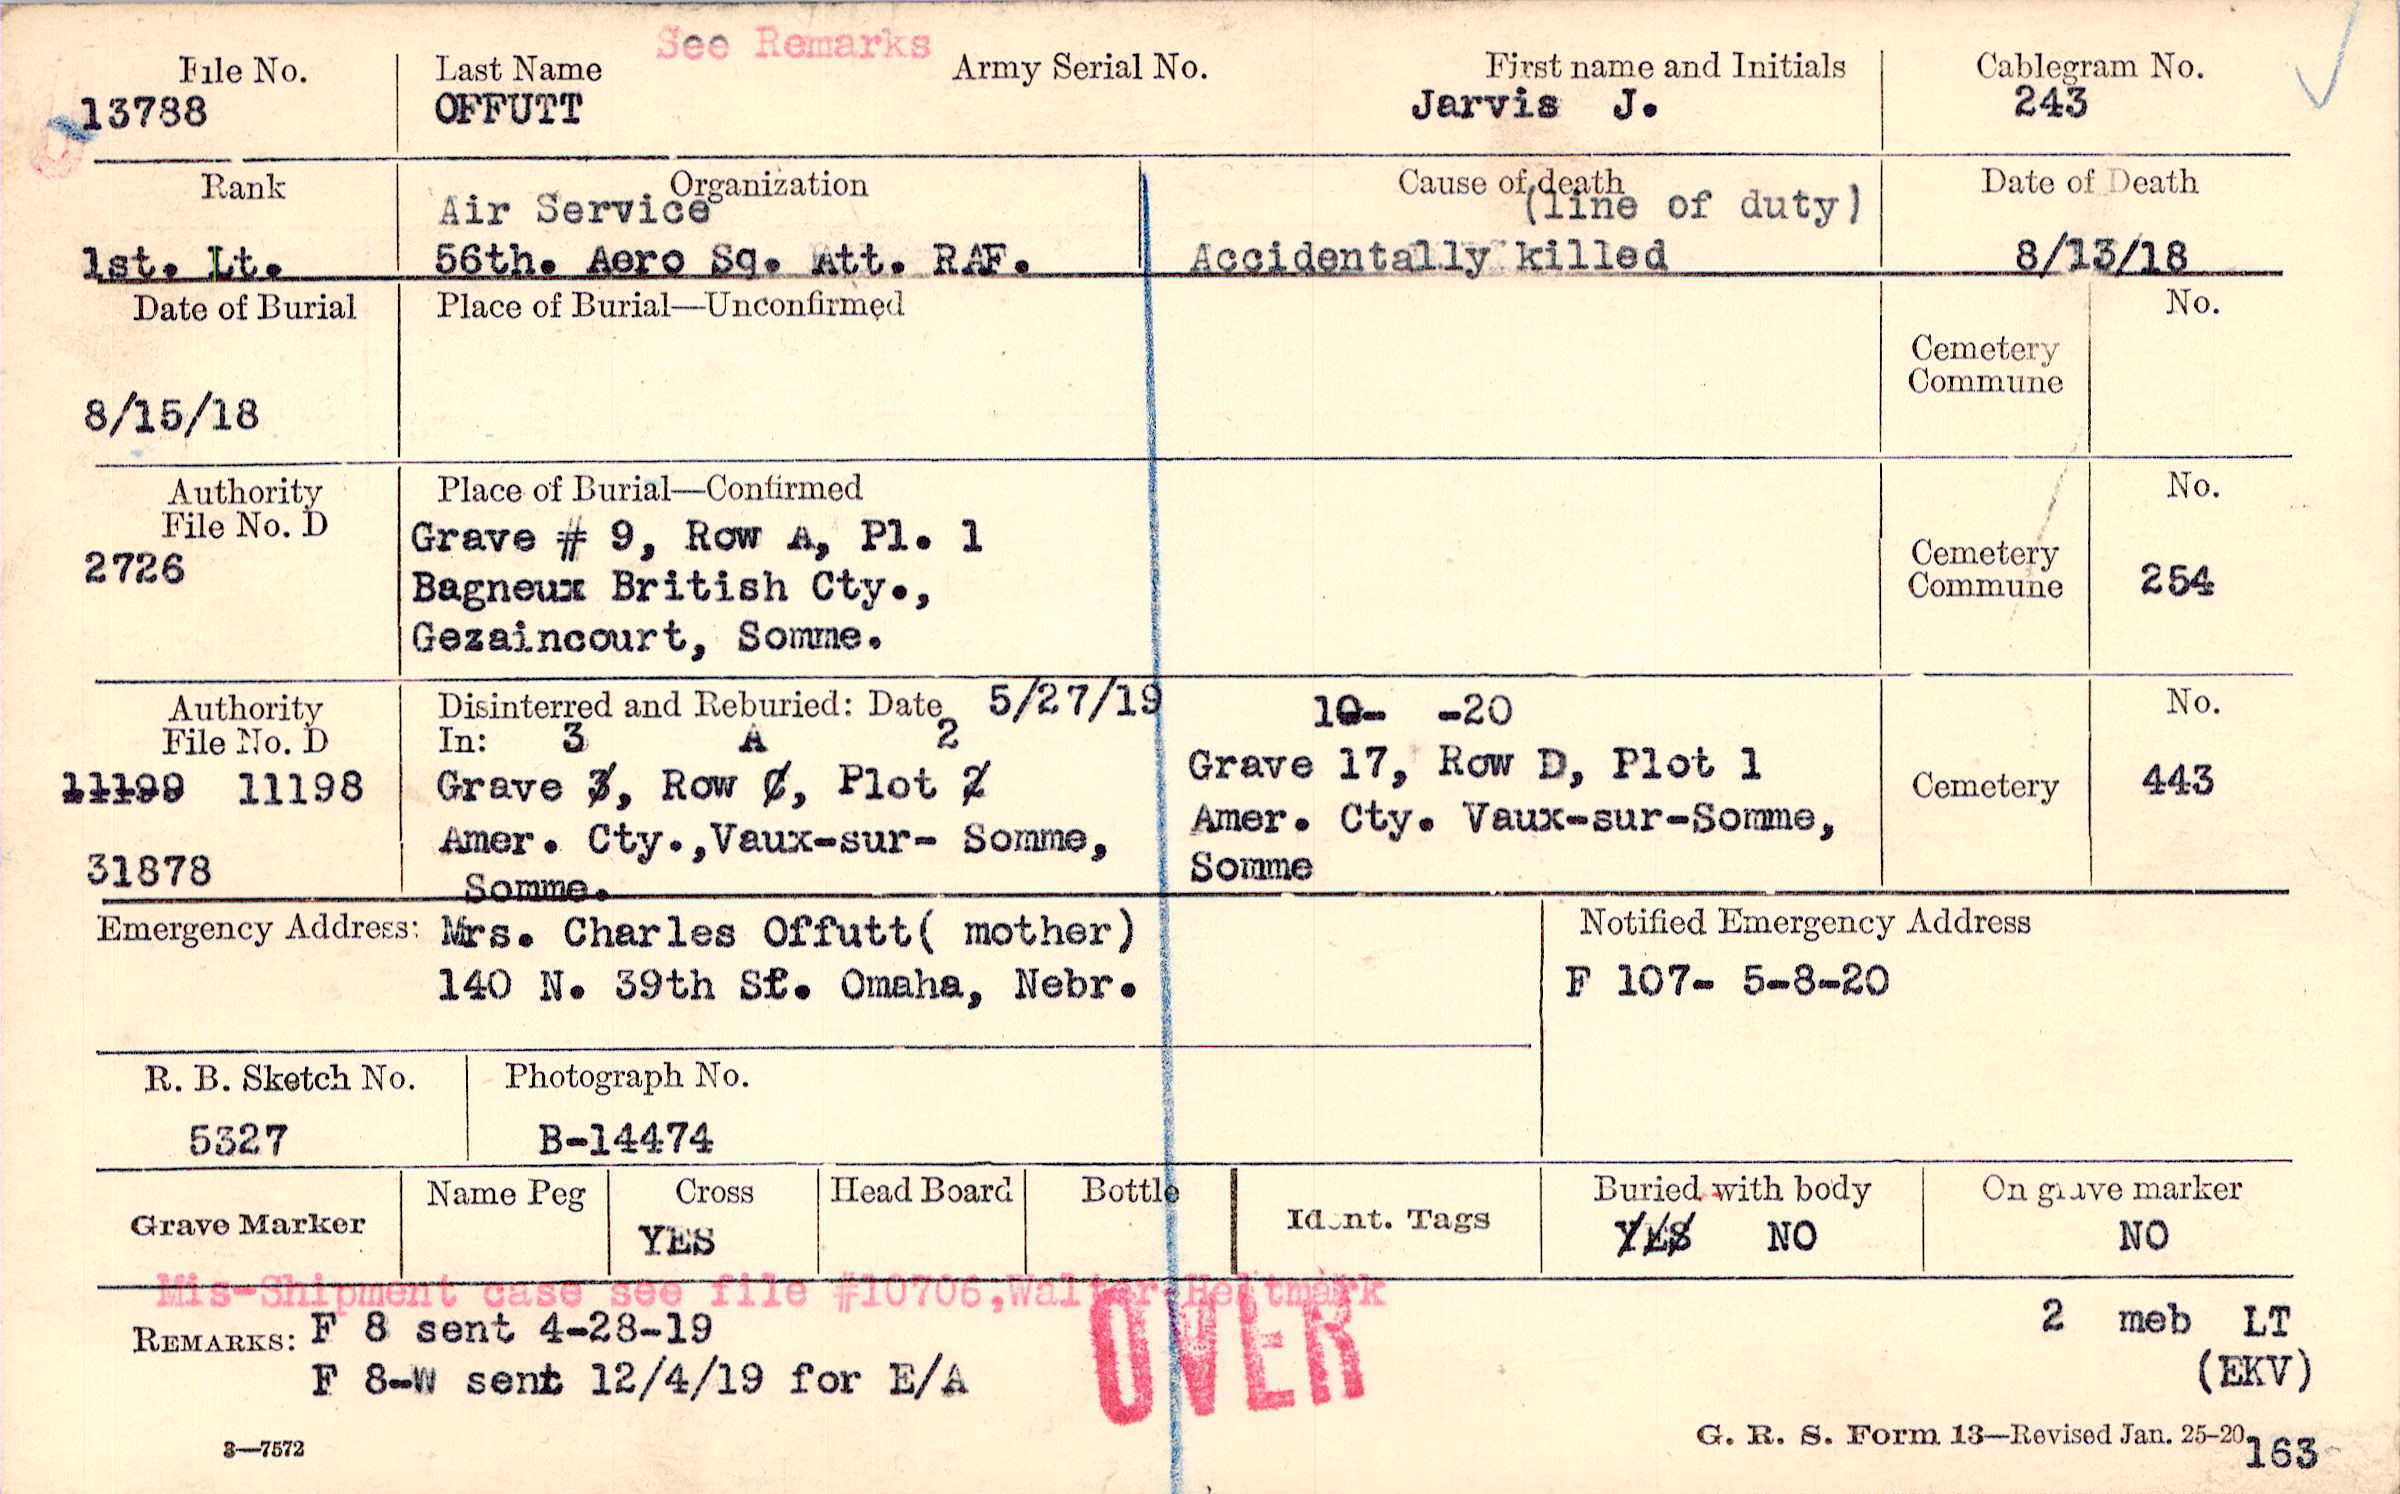 See Remarks
File No. Last Name Army Serial No. First name and Initials Cablegram No.
13788 OFFUTT Jarvis J. 243
Rank Organization Cause of death Date of Death
Air Service (line of duty)
1st. Lt. 56th. Aero Sq. Att. RAF. Accidentally killed 8/13/18
Date of Burial Place of Burial—Unconfirmed No.
Cemetery
Commune
8/15/18
Authority Place of Burial—Confirmed No.
File No. D Grave # 9, Row A, Pl. 1
2726 Bagneux British Cty., Cemetery
Commune 254
Gezaincourt, Somme.
Authority Disinterred and Reburied: Date 5/27/19 10- -20 No.
File No. D In: 3 A 2
11199 11198 Grave 3, Row C, Plot 2 Grave 17, Row D, Plot 1 Cemetery 443
Amer. Cty.,Vaux-sur- Somme, Amer. Cty. Vaux-sur-Somme,
31878 Somme. Somme
Emergency Address: Mrs. Charles Offutt( mother) Notified Emergency Address
140 N. 39th St. Omaha, Nebr. F 107- 5-8-20
R. B. Sketch No. Photograph No.
5327 B-14474
Grave Marker Name Peg Cross Head Board Bottle Ident. Tags Buried with body On grave marker
YES YES NO NO
Mis-Shipment case see file #10706,Walter Heltmark
REMARKS: F 8 sent 4-28-19 OVER 2 meb LT
F 8-W sent 12/4/19 for E/A (EKV)
3—7572 G. R. S. Form 13—Revised Jan. 25-20 163